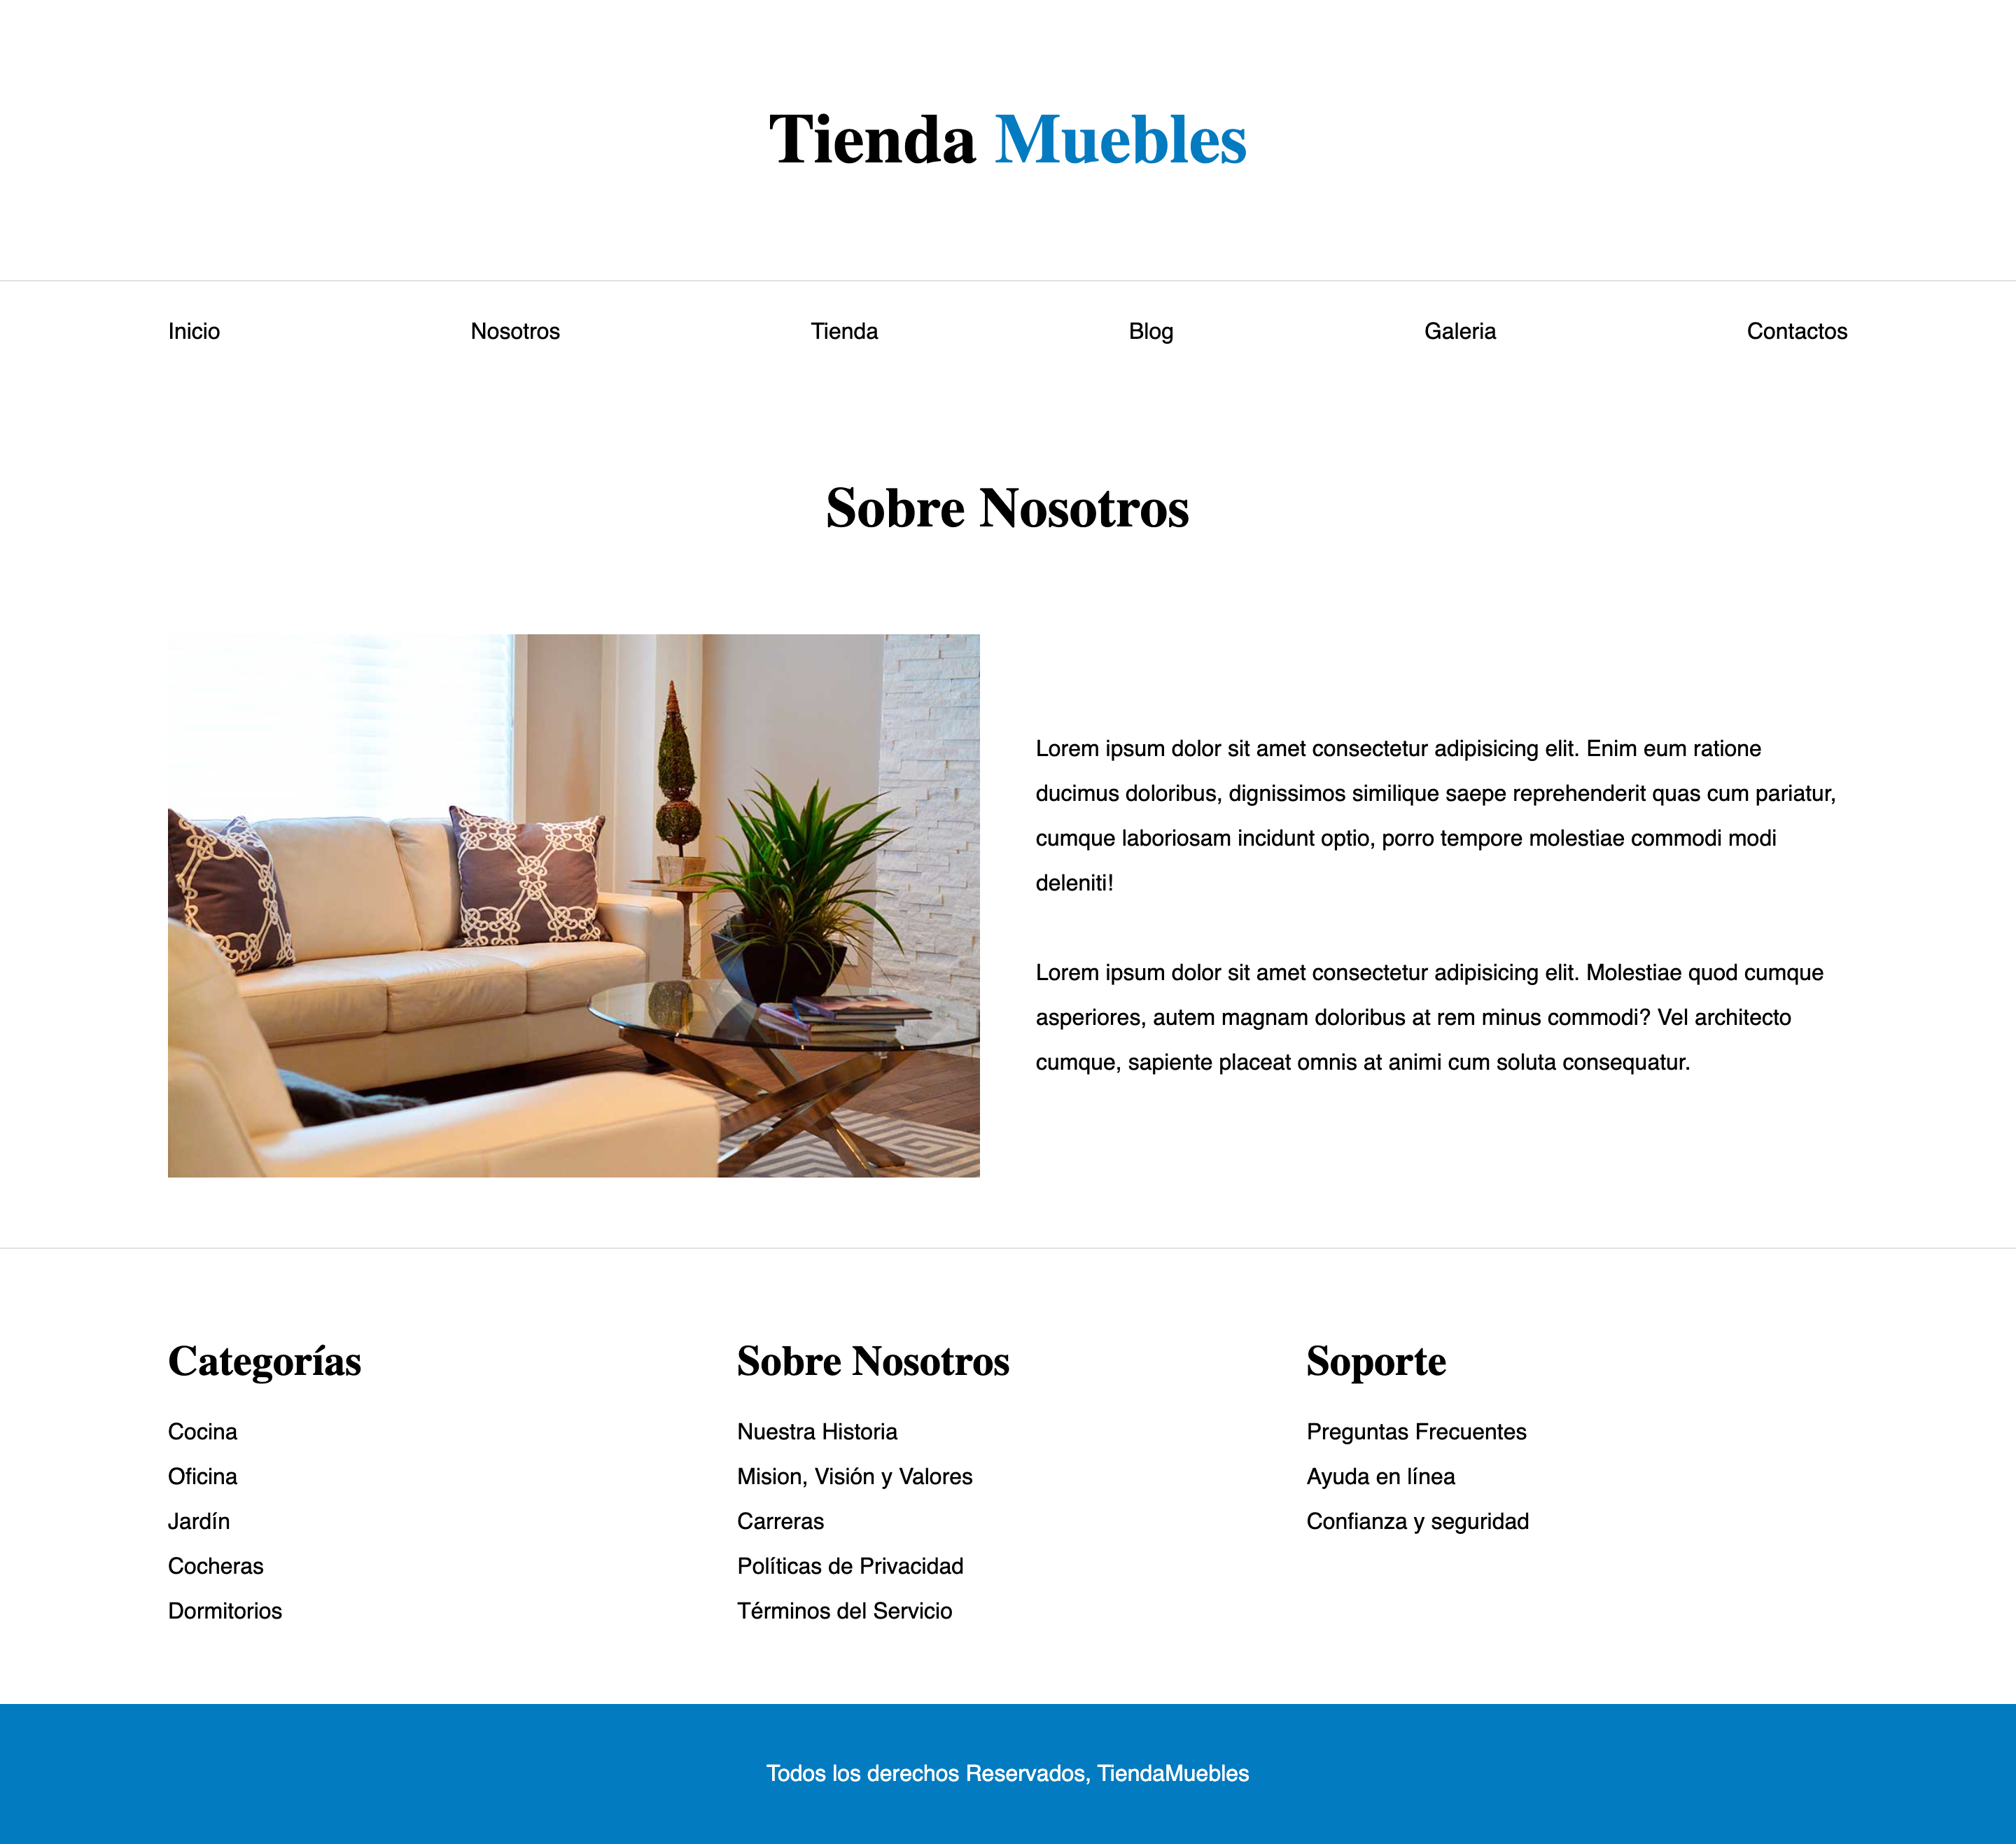 Tienda Muebles
Inicio Nosotros Tienda Blog Galeria Contactos
Sobre Nosotros
Lorem ipsum dolor sit amet consectetur adipisicing elit. Enim eum ratione
ducimus doloribus, dignissimos similique saepe reprehenderit quas cum pariatur,
cumque laboriosam incidunt optio, porro tempore molestiae commodi modi
deleniti!
Lorem ipsum dolor sit amet consectetur adipisicing elit. Molestiae quod cumque
asperiores, autem magnam doloribus at rem minus commodi? Vel architecto
cumque, sapiente placeat omnis at animi cum soluta consequatur.
Categorías
Cocina
Oficina
Jardín
Cocheras
Dormitorios
Sobre Nosotros
Nuestra Historia
Mision, Visión y Valores
Carreras
Políticas de Privacidad
Términos del Servicio
Soporte
Preguntas Frecuentes
Ayuda en línea
Confianza y seguridad
Todos los derechos Reservados, TiendaMuebles